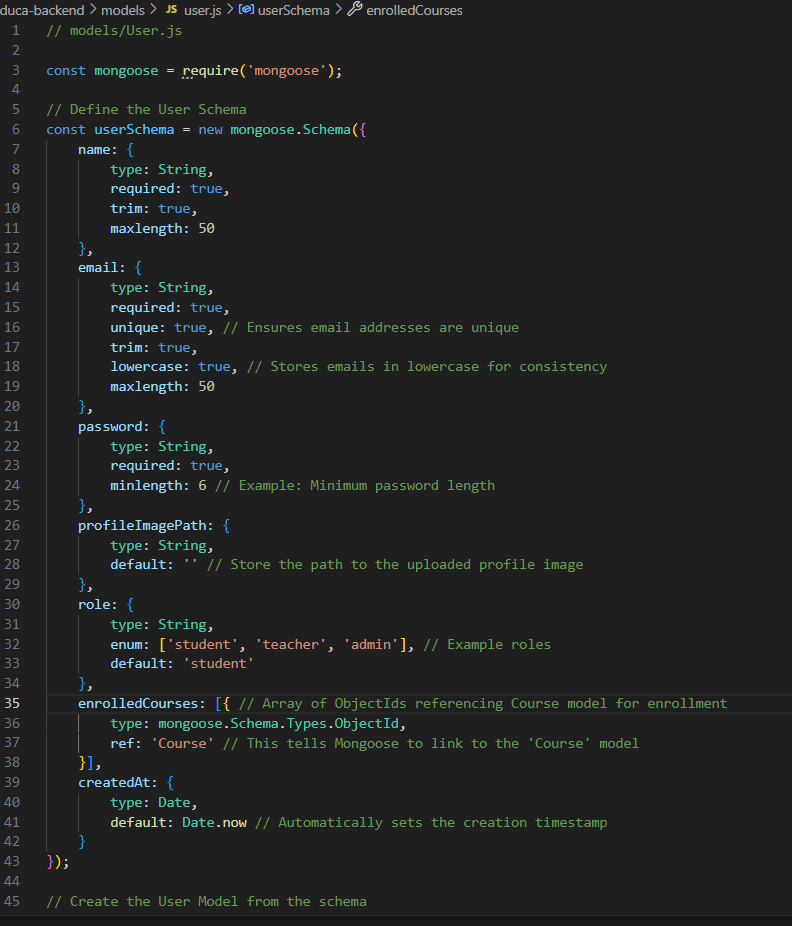 duca-backend > models > JS user.js > userSchema > enrolledCourses
1 // models/User.js
2
3 const mongoose = require('mongoose');
4
5 // Define the User Schema
6 const userSchema = new mongoose.Schema({
7     name: {
8         type: String,
9         required: true,
10         trim: true,
11         maxlength: 50
12     },
13     email: {
14         type: String,
15         required: true,
16         unique: true, // Ensures email addresses are unique
17         trim: true,
18         lowercase: true, // Stores emails in lowercase for consistency
19         maxlength: 50
20     },
21     password: {
22         type: String,
23         required: true,
24         minlength: 6 // Example: Minimum password length
25     },
26     profileImagePath: {
27         type: String,
28         default: '' // Store the path to the uploaded profile image
29     },
30     role: {
31         type: String,
32         enum: ['student', 'teacher', 'admin'], // Example roles
33         default: 'student'
34     },
35     enrolledCourses: [{ // Array of ObjectIds referencing Course model for enrollment
36         type: mongoose.Schema.Types.ObjectId,
37         ref: 'Course' // This tells Mongoose to link to the 'Course' model
38     }],
39     createdAt: {
40         type: Date,
41         default: Date.now // Automatically sets the creation timestamp
42     }
43 });
44
45 // Create the User Model from the schema